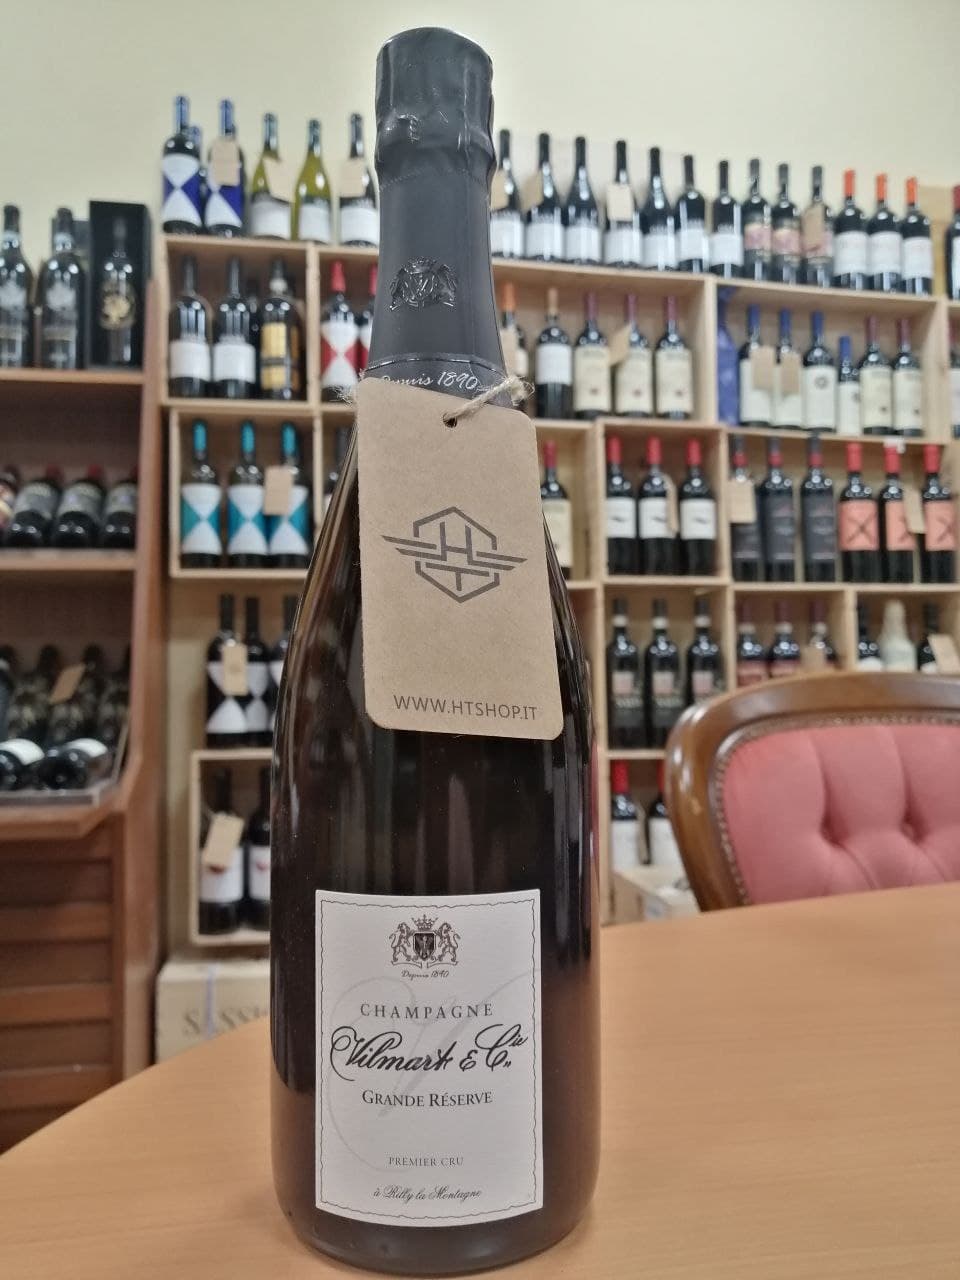 Depuis 1890
WWW.HTSHOP.IT
Depuis 1890
CHAMPAGNE
Vilmart & Cie
GRANDE RÉSERVE
PREMIER CRU
à Rilly la Montagne